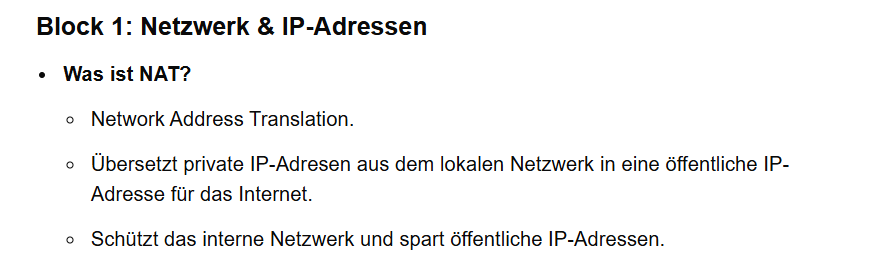 Block 1: Netzwerk & IP-Adressen
• Was ist NAT?
○ Network Address Translation.
○ Übersetzt private IP-Adresen aus dem lokalen Netzwerk in eine öffentliche IP-
Adresse für das Internet.
○ Schützt das interne Netzwerk und spart öffentliche IP-Adressen.